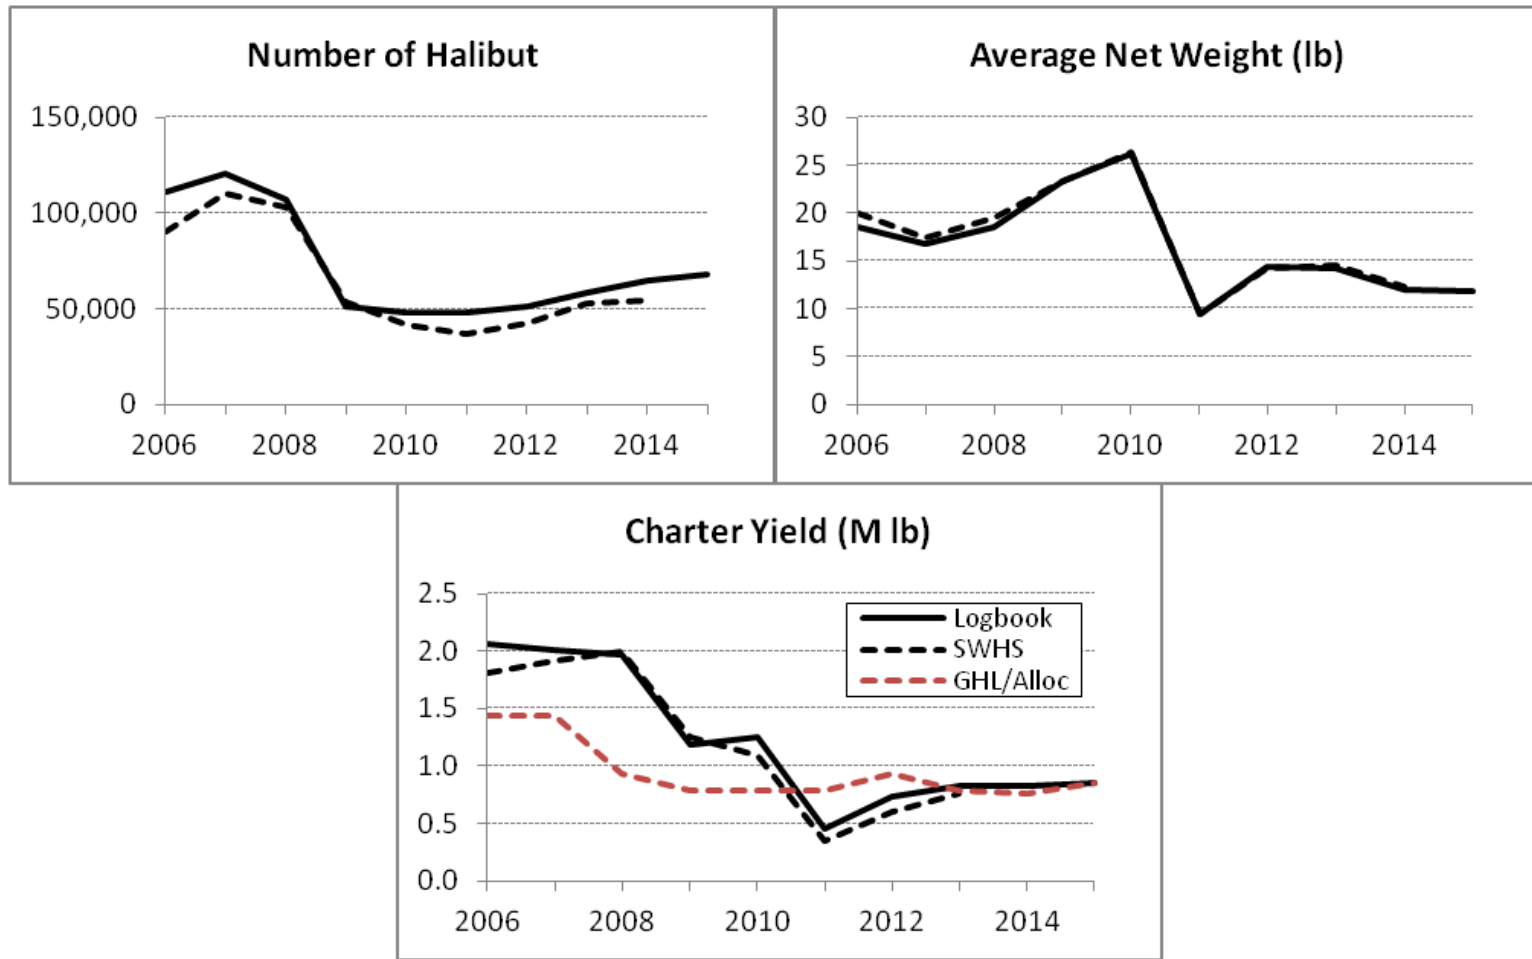 Number of Halibut
150,000
100,000
50,000
0
2006 2008 2010 2012 2014
Average Net Weight (lb)
30
25
20
15
10
5
0
2006 2008 2010 2012 2014
Charter Yield (M lb)
2.5
2.0
1.5
1.0
0.5
0.0
Logbook
SWHS
GHL/Alloc
2006 2008 2010 2012 2014